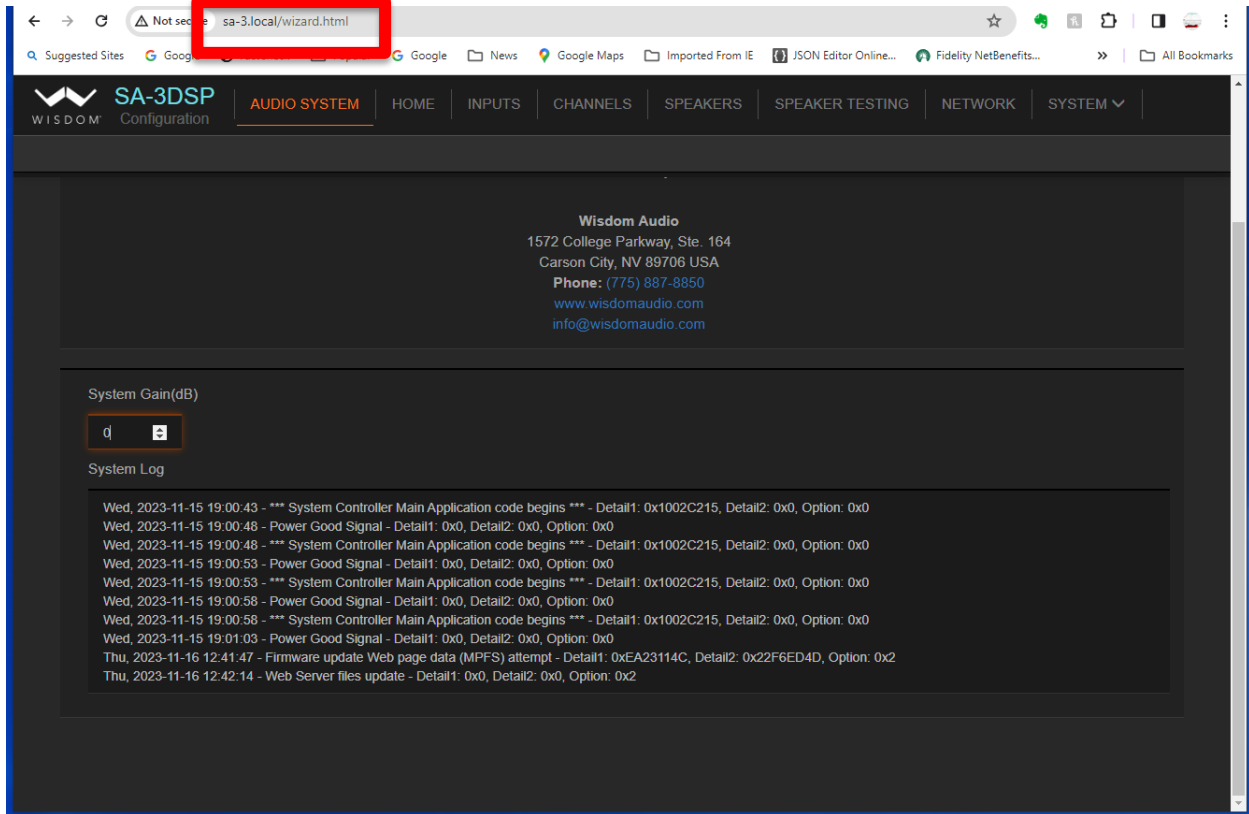 Not secure sa-3.local/wizard.html
Suggested Sites Google Google News Google Maps Imported From IE JSON Editor Online... Fidelity NetBenefits... » All Bookmarks
WISDOM SA-3DSP Configuration AUDIO SYSTEM HOME INPUTS CHANNELS SPEAKERS SPEAKER TESTING NETWORK SYSTEM
Wisdom Audio
1572 College Parkway, Ste. 164
Carson City, NV 89706 USA
Phone: (775) 887-8850
www.wisdomaudio.com
info@wisdomaudio.com
System Gain(dB)
0
System Log
Wed, 2023-11-15 19:00:43 - *** System Controller Main Application code begins *** - Detail1: 0x1002C215, Detail2: 0x0, Option: 0x0
Wed, 2023-11-15 19:00:48 - Power Good Signal - Detail1: 0x0, Detail2: 0x0, Option: 0x0
Wed, 2023-11-15 19:00:48 - *** System Controller Main Application code begins *** - Detail1: 0x1002C215, Detail2: 0x0, Option: 0x0
Wed, 2023-11-15 19:00:53 - Power Good Signal - Detail1: 0x0, Detail2: 0x0, Option: 0x0
Wed, 2023-11-15 19:00:53 - *** System Controller Main Application code begins *** - Detail1: 0x1002C215, Detail2: 0x0, Option: 0x0
Wed, 2023-11-15 19:00:58 - Power Good Signal - Detail1: 0x0, Detail2: 0x0, Option: 0x0
Wed, 2023-11-15 19:00:58 - *** System Controller Main Application code begins *** - Detail1: 0x1002C215, Detail2: 0x0, Option: 0x0
Wed, 2023-11-15 19:01:03 - Power Good Signal - Detail1: 0x0, Detail2: 0x0, Option: 0x0
Thu, 2023-11-16 12:41:47 - Firmware update Web page data (MPFS) attempt - Detail1: 0xEA23114C, Detail2: 0x22F6ED4D, Option: 0x2
Thu, 2023-11-16 12:42:14 - Web Server files update - Detail1: 0x0, Detail2: 0x0, Option: 0x2